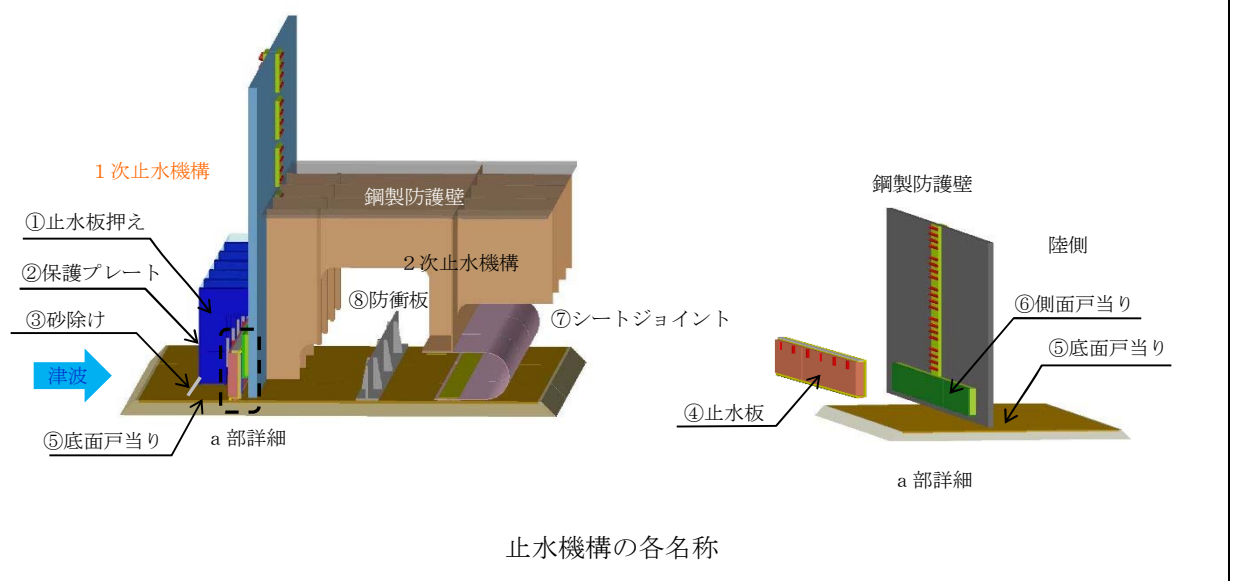 1次止水機構
鋼製防護壁
①止水板押え
②保護プレート
2次止水機構
⑧防衝板
③砂除け
⑦シートジョイント
津波
⑤底面戸当り
a 部詳細
鋼製防護壁
陸側
⑥側面戸当り
⑤底面戸当り
④止水板
a 部詳細
止水機構の各名称